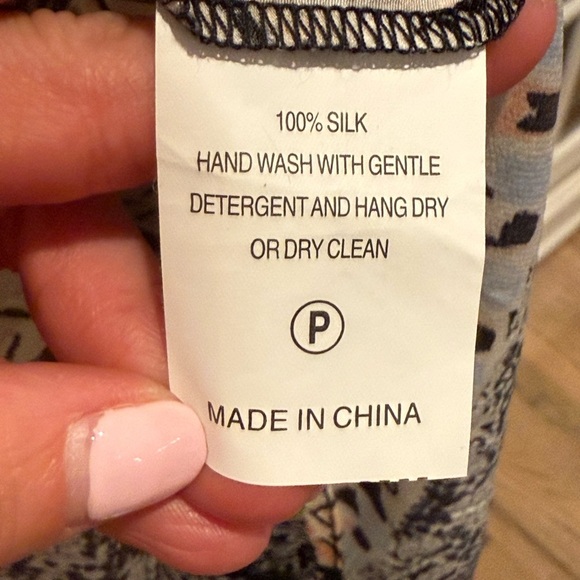 100% SILK
HAND WASH WITH GENTLE
DETERGENT AND HANG DRY
OR DRY CLEAN
P
MADE IN CHINA